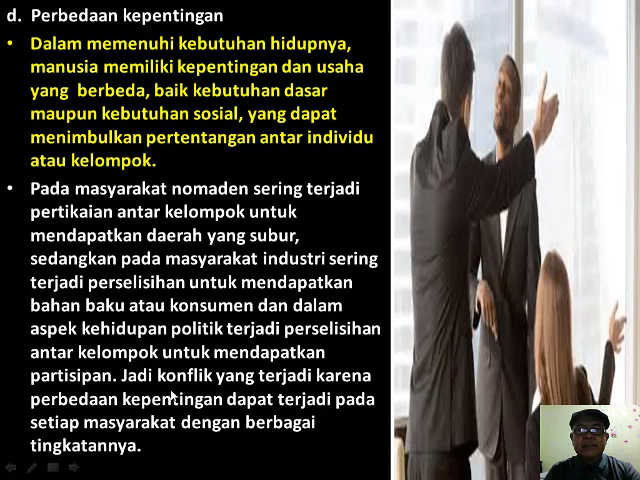 d. Perbedaan kepentingan
• Dalam memenuhi kebutuhan hidupnya,
manusia memiliki kepentingan dan usaha
yang berbeda, baik kebutuhan dasar
maupun kebutuhan sosial, yang dapat
menimbulkan pertentangan antar individu
atau kelompok.
• Pada masyarakat nomaden sering terjadi
pertikaian antar kelompok untuk
mendapatkan daerah yang subur,
sedangkan pada masyarakat industri sering
terjadi perselisihan untuk mendapatkan
bahan baku atau konsumen dan dalam
aspek kehidupan politik terjadi perselisihan
antar kelompok untuk mendapatkan
partisipan. Jadi konflik yang terjadi karena
perbedaan kepentingan dapat terjadi pada
setiap masyarakat dengan berbagai
tingkatannya.